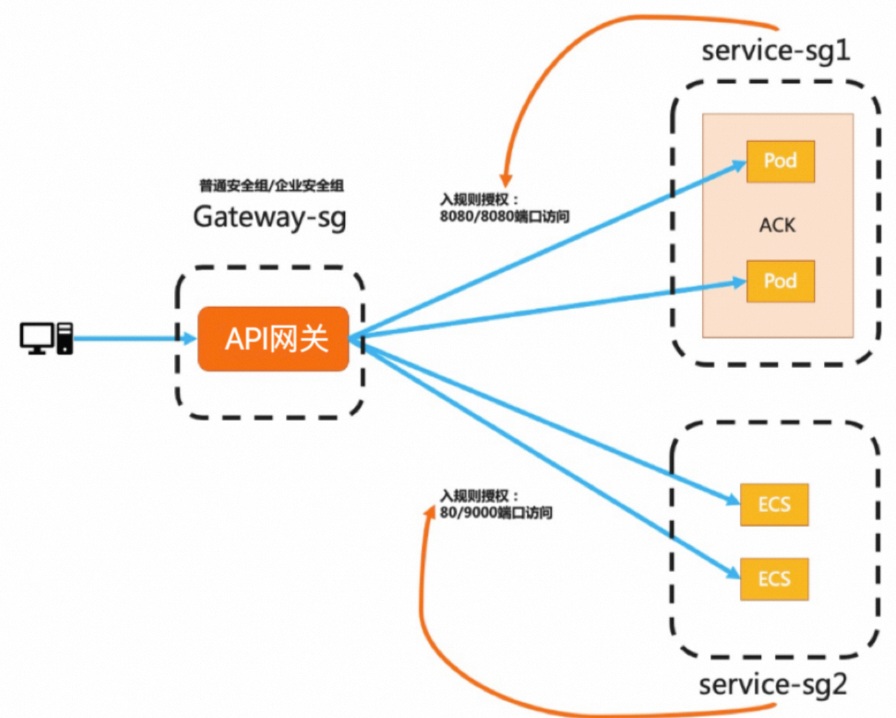 service-sg1
Pod
普通安全组/企业安全组
Gateway-sg
入规则授权：
8080/8080端口访问
ACK
Pod
API网关
入规则授权：
80/9000端口访问
ECS
ECS
service-sg2